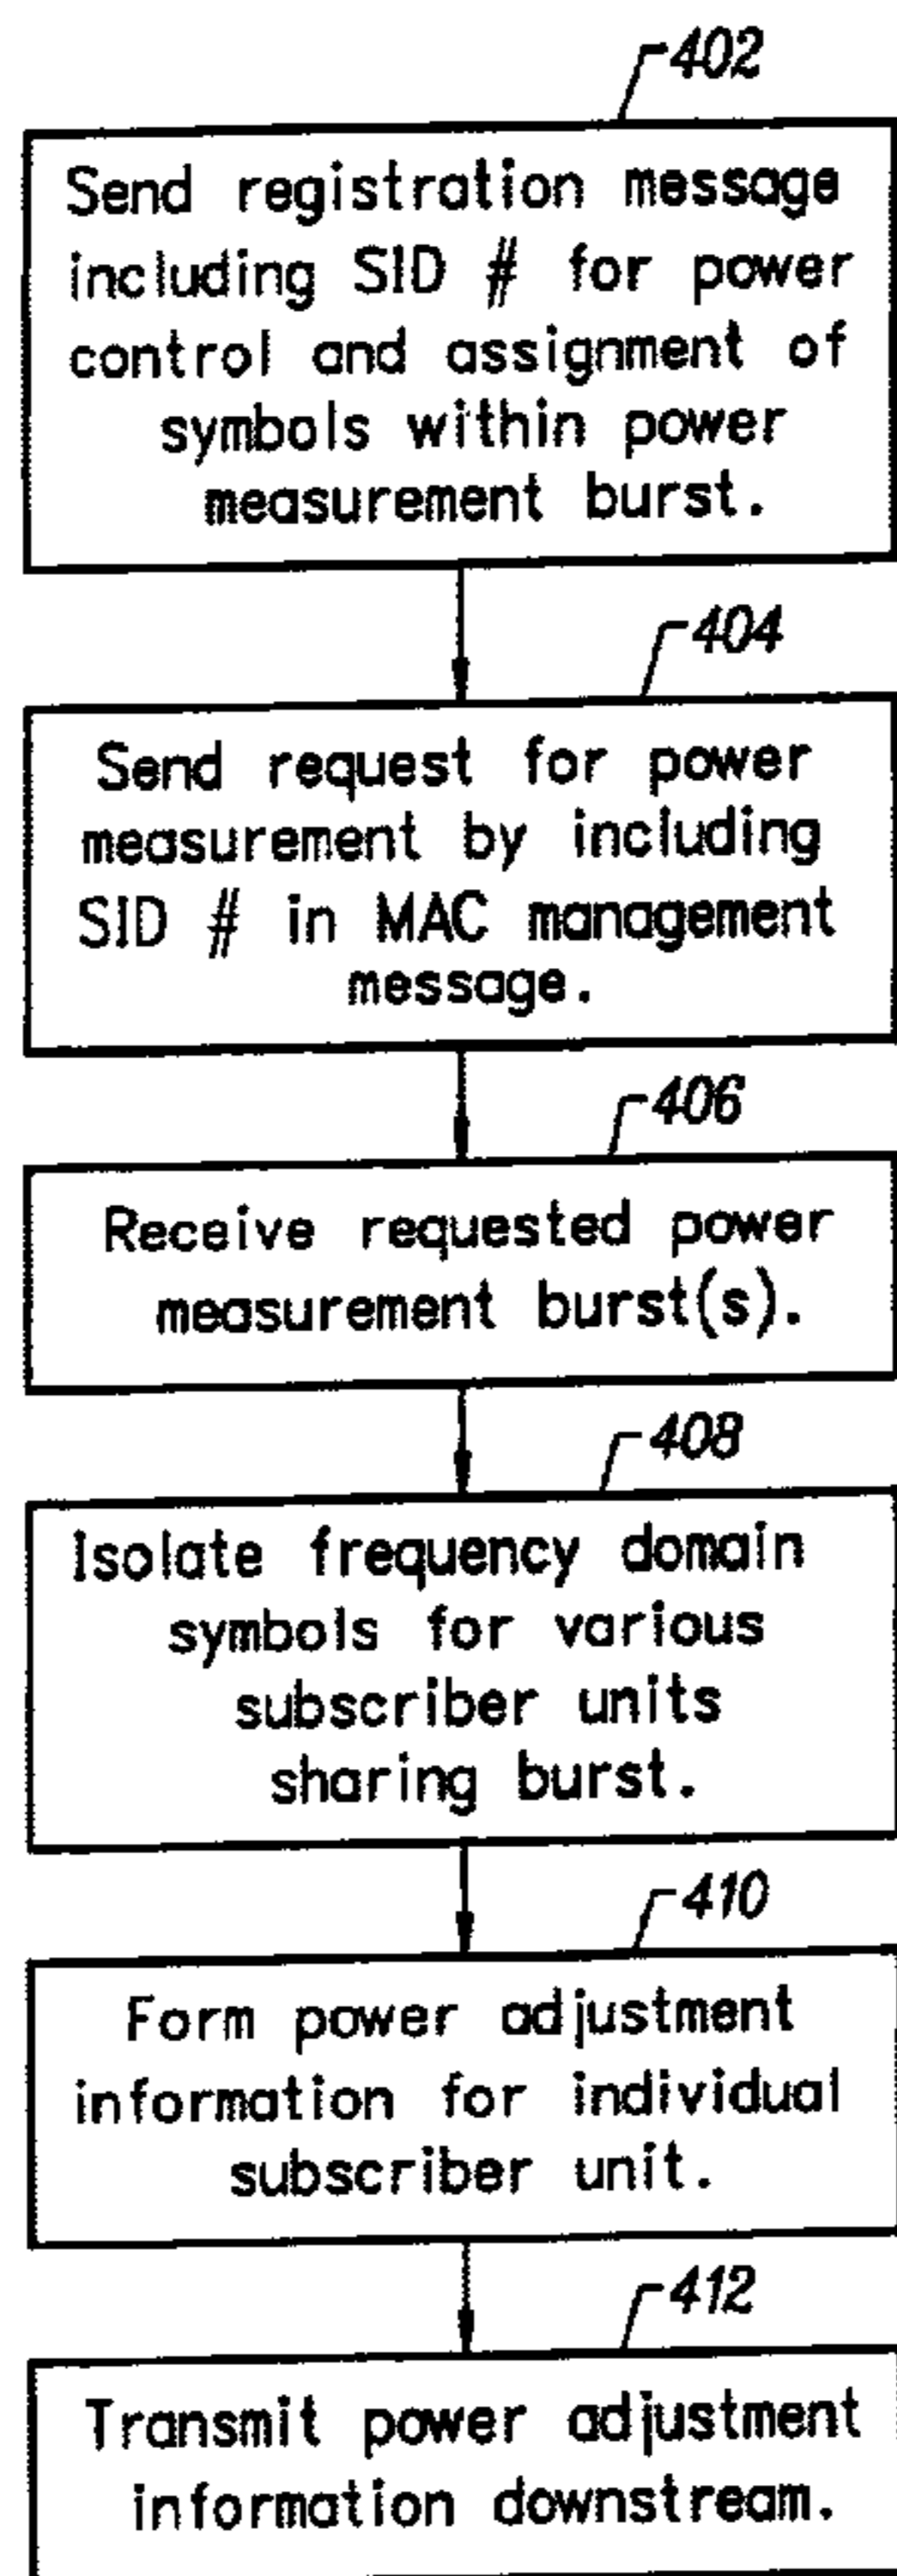 402
Send registration message
including SID # for power
control and assignment of
symbols within power
measurement burst.
404
Send request for power
measurement by including
SID # in MAC management
message.
406
Receive requested power
measurement burst(s).
408
Isolate frequency domain
symbols for various
subscriber units
sharing burst.
410
Form power adjustment
information for individual
subscriber unit.
412
Transmit power adjustment
information downstream.